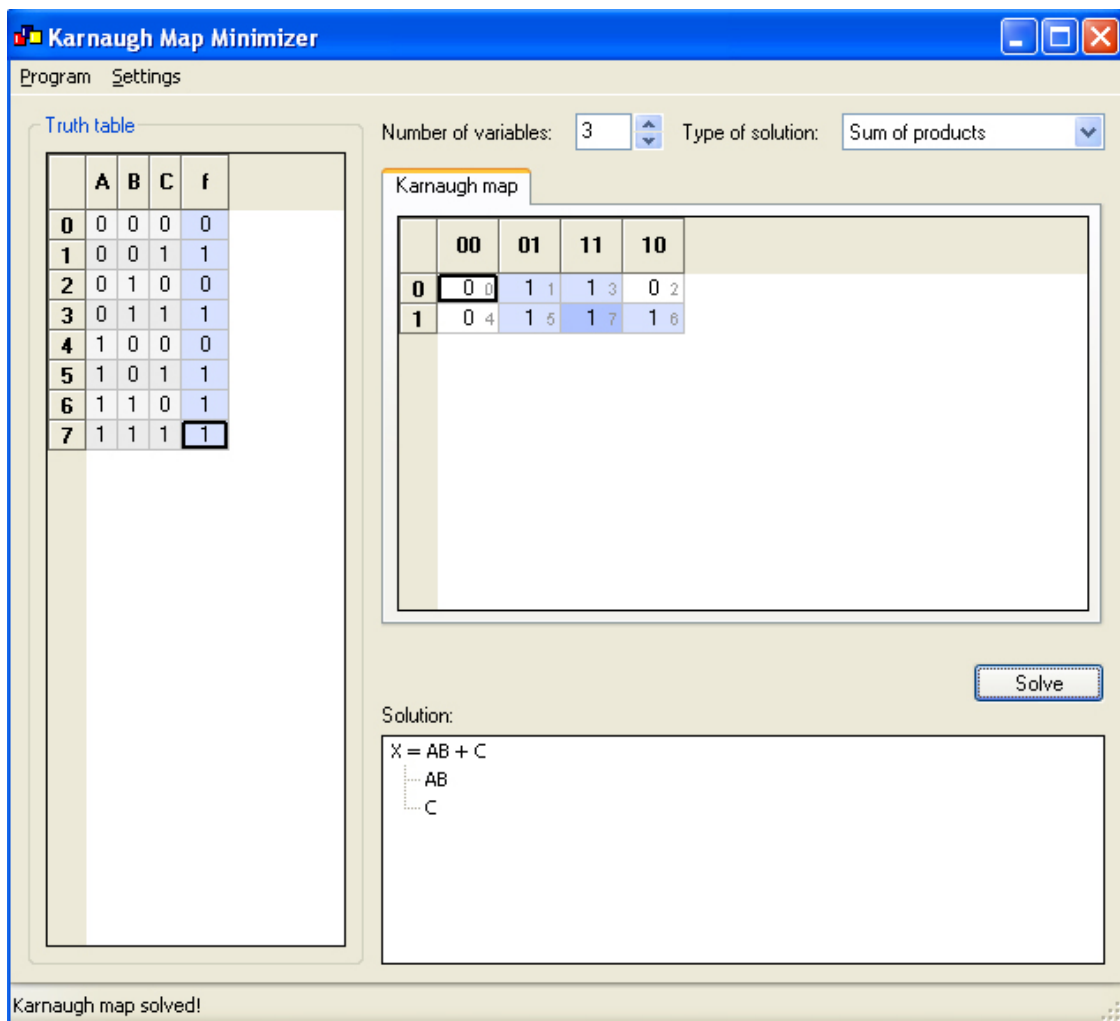 Karnaugh Map Minimizer
Program Settings
Truth table
A B C f
0 0 0 0 0
1 0 0 1 1
2 0 1 0 0
3 0 1 1 1
4 1 0 0 0
5 1 0 1 1
6 1 1 0 1
7 1 1 1 1
Number of variables: 3 Type of solution: Sum of products
Karnaugh map
00 01 11 10
0 0 0 1 1 1 3 0 2
1 0 4 1 5 1 7 1 6
Solve
Solution:
X = AB + C
AB
C
Karnaugh map solved!